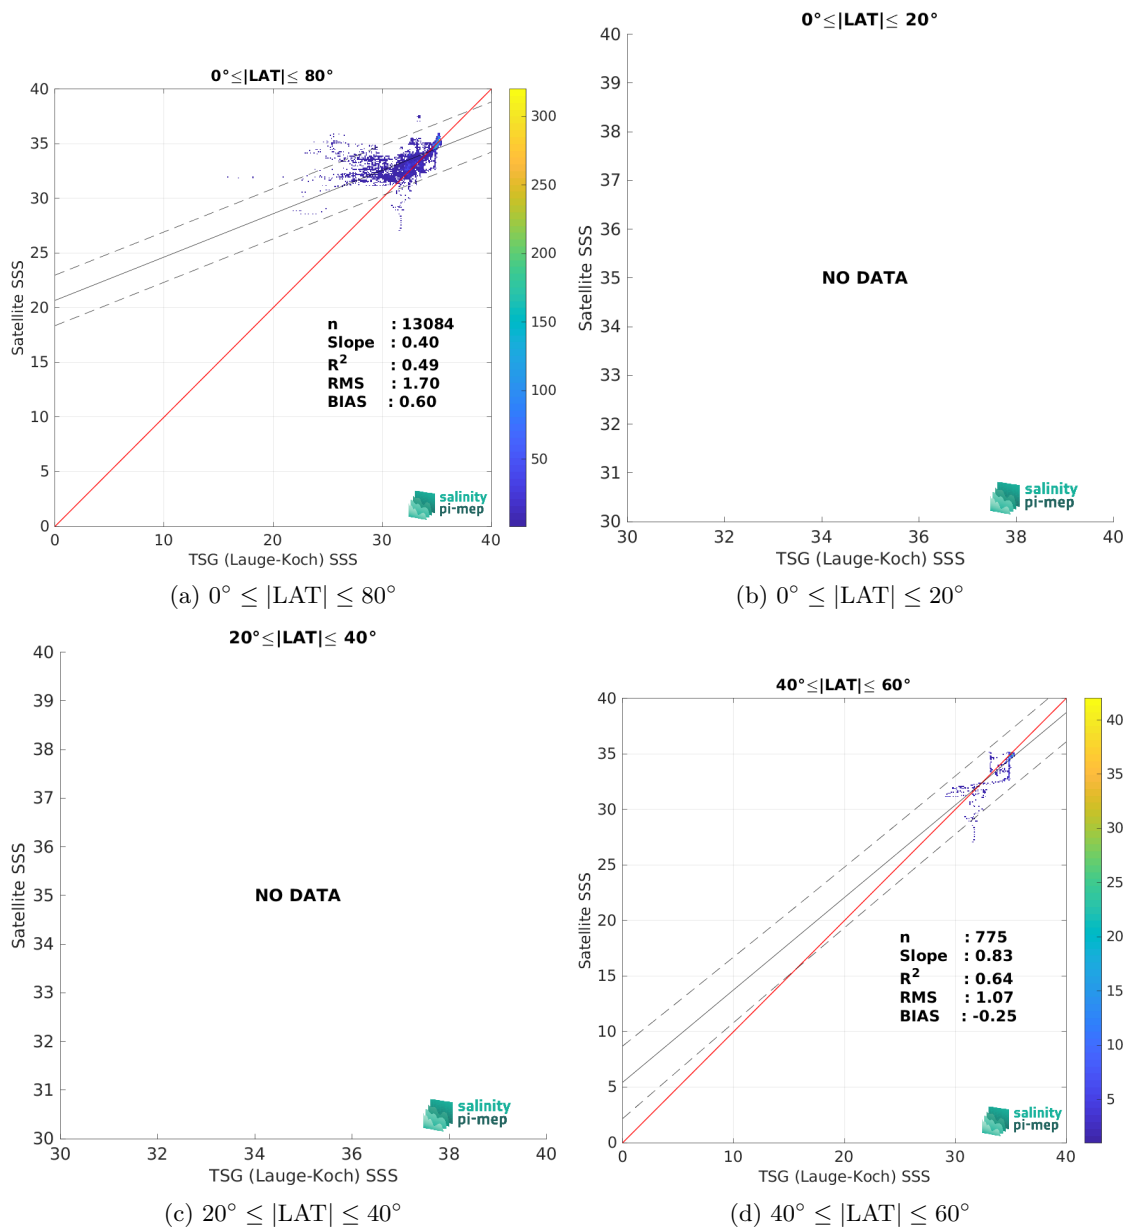 0°≤|LAT|≤ 80°
40
35
30
25
20
15
10
5
0
Satellite SSS
0
10
20
30
40
TSG (Lauge-Koch) SSS
n : 13084
Slope : 0.40
R² : 0.49
RMS : 1.70
BIAS : 0.60
salinity
pi-mep
300
250
200
150
100
50
(a) 0° ≤ |LAT| ≤ 80°
0°≤|LAT|≤ 20°
40
39
38
37
36
35
34
33
32
31
30
Satellite SSS
NO DATA
salinity
pi-mep
30
32
34
36
38
40
TSG (Lauge-Koch) SSS
(b) 0° ≤ |LAT| ≤ 20°
20°≤|LAT|≤ 40°
40
39
38
37
36
35
34
33
32
31
30
Satellite SSS
NO DATA
salinity
pi-mep
30
32
34
36
38
40
TSG (Lauge-Koch) SSS
(c) 20° ≤ |LAT| ≤ 40°
40°≤|LAT|≤ 60°
40
35
30
25
20
15
10
5
0
Satellite SSS
n : 775
Slope : 0.83
R² : 0.64
RMS : 1.07
BIAS : -0.25
salinity
pi-mep
0
10
20
30
40
TSG (Lauge-Koch) SSS
40
35
30
25
20
15
10
5
(d) 40° ≤ |LAT| ≤ 60°